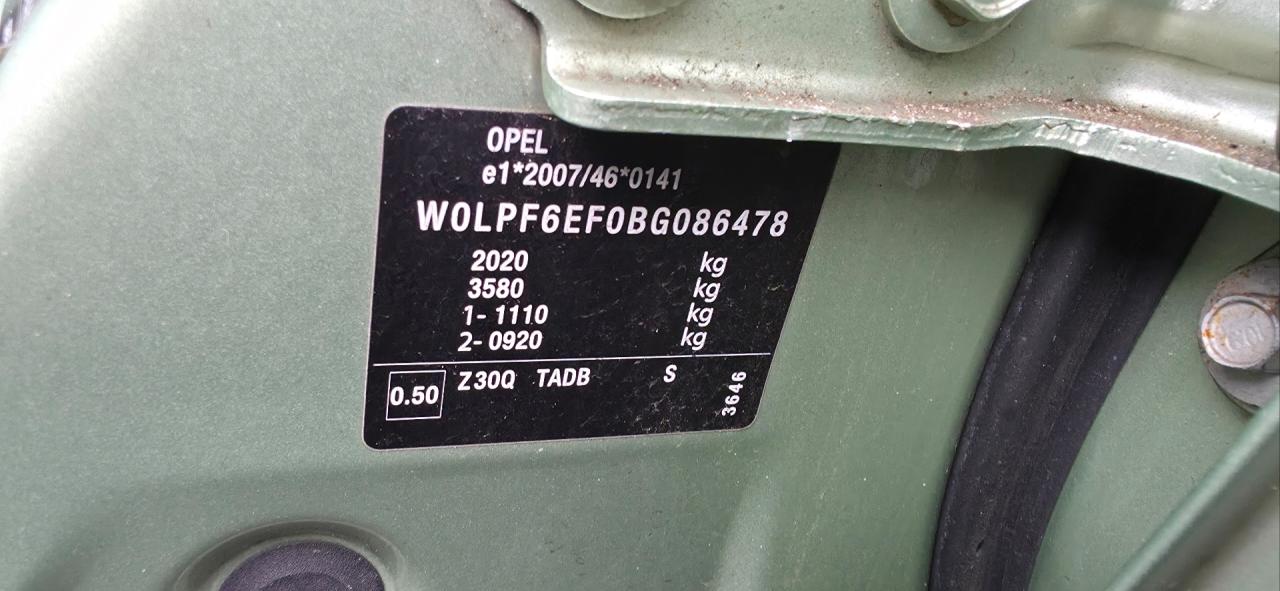 OPEL
e1*2007/46*0141
W0LPF6EF0BG086478
2020 kg
3580 kg
1- 1110 kg
2- 0920 kg
0.50 Z30Q TADB S
3646